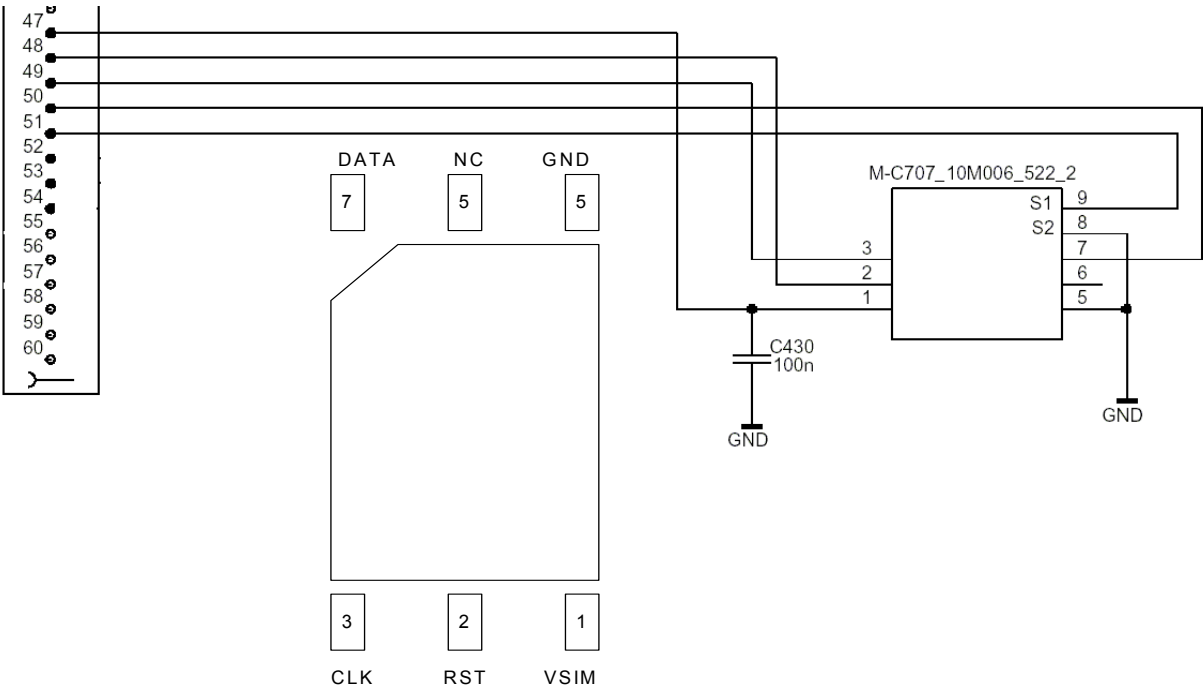 47
48
49
50
51
52
53
54
55
56
57
58
59
60
DATA NC GND
7 5 5
3 2 1
CLK RST VSIM
M-C707_10M006_522_2
S1 9
S2 8
3 7
2 6
1 5
C430
100n
GND
GND